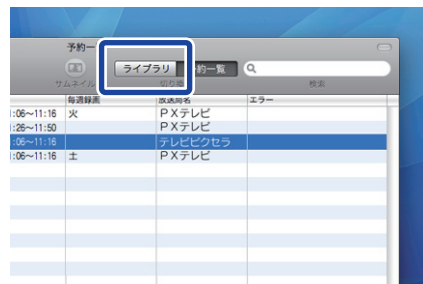 予約一
ライブラリ 約一覧
サムネイル 切り換 検索
毎週録画 放送局名 エラー
:06～11:16 火 PXテレビ
:26～11:50 PXテレビ
:06～11:16 テレビピクセラ
:06～11:16 土 PXテレビ